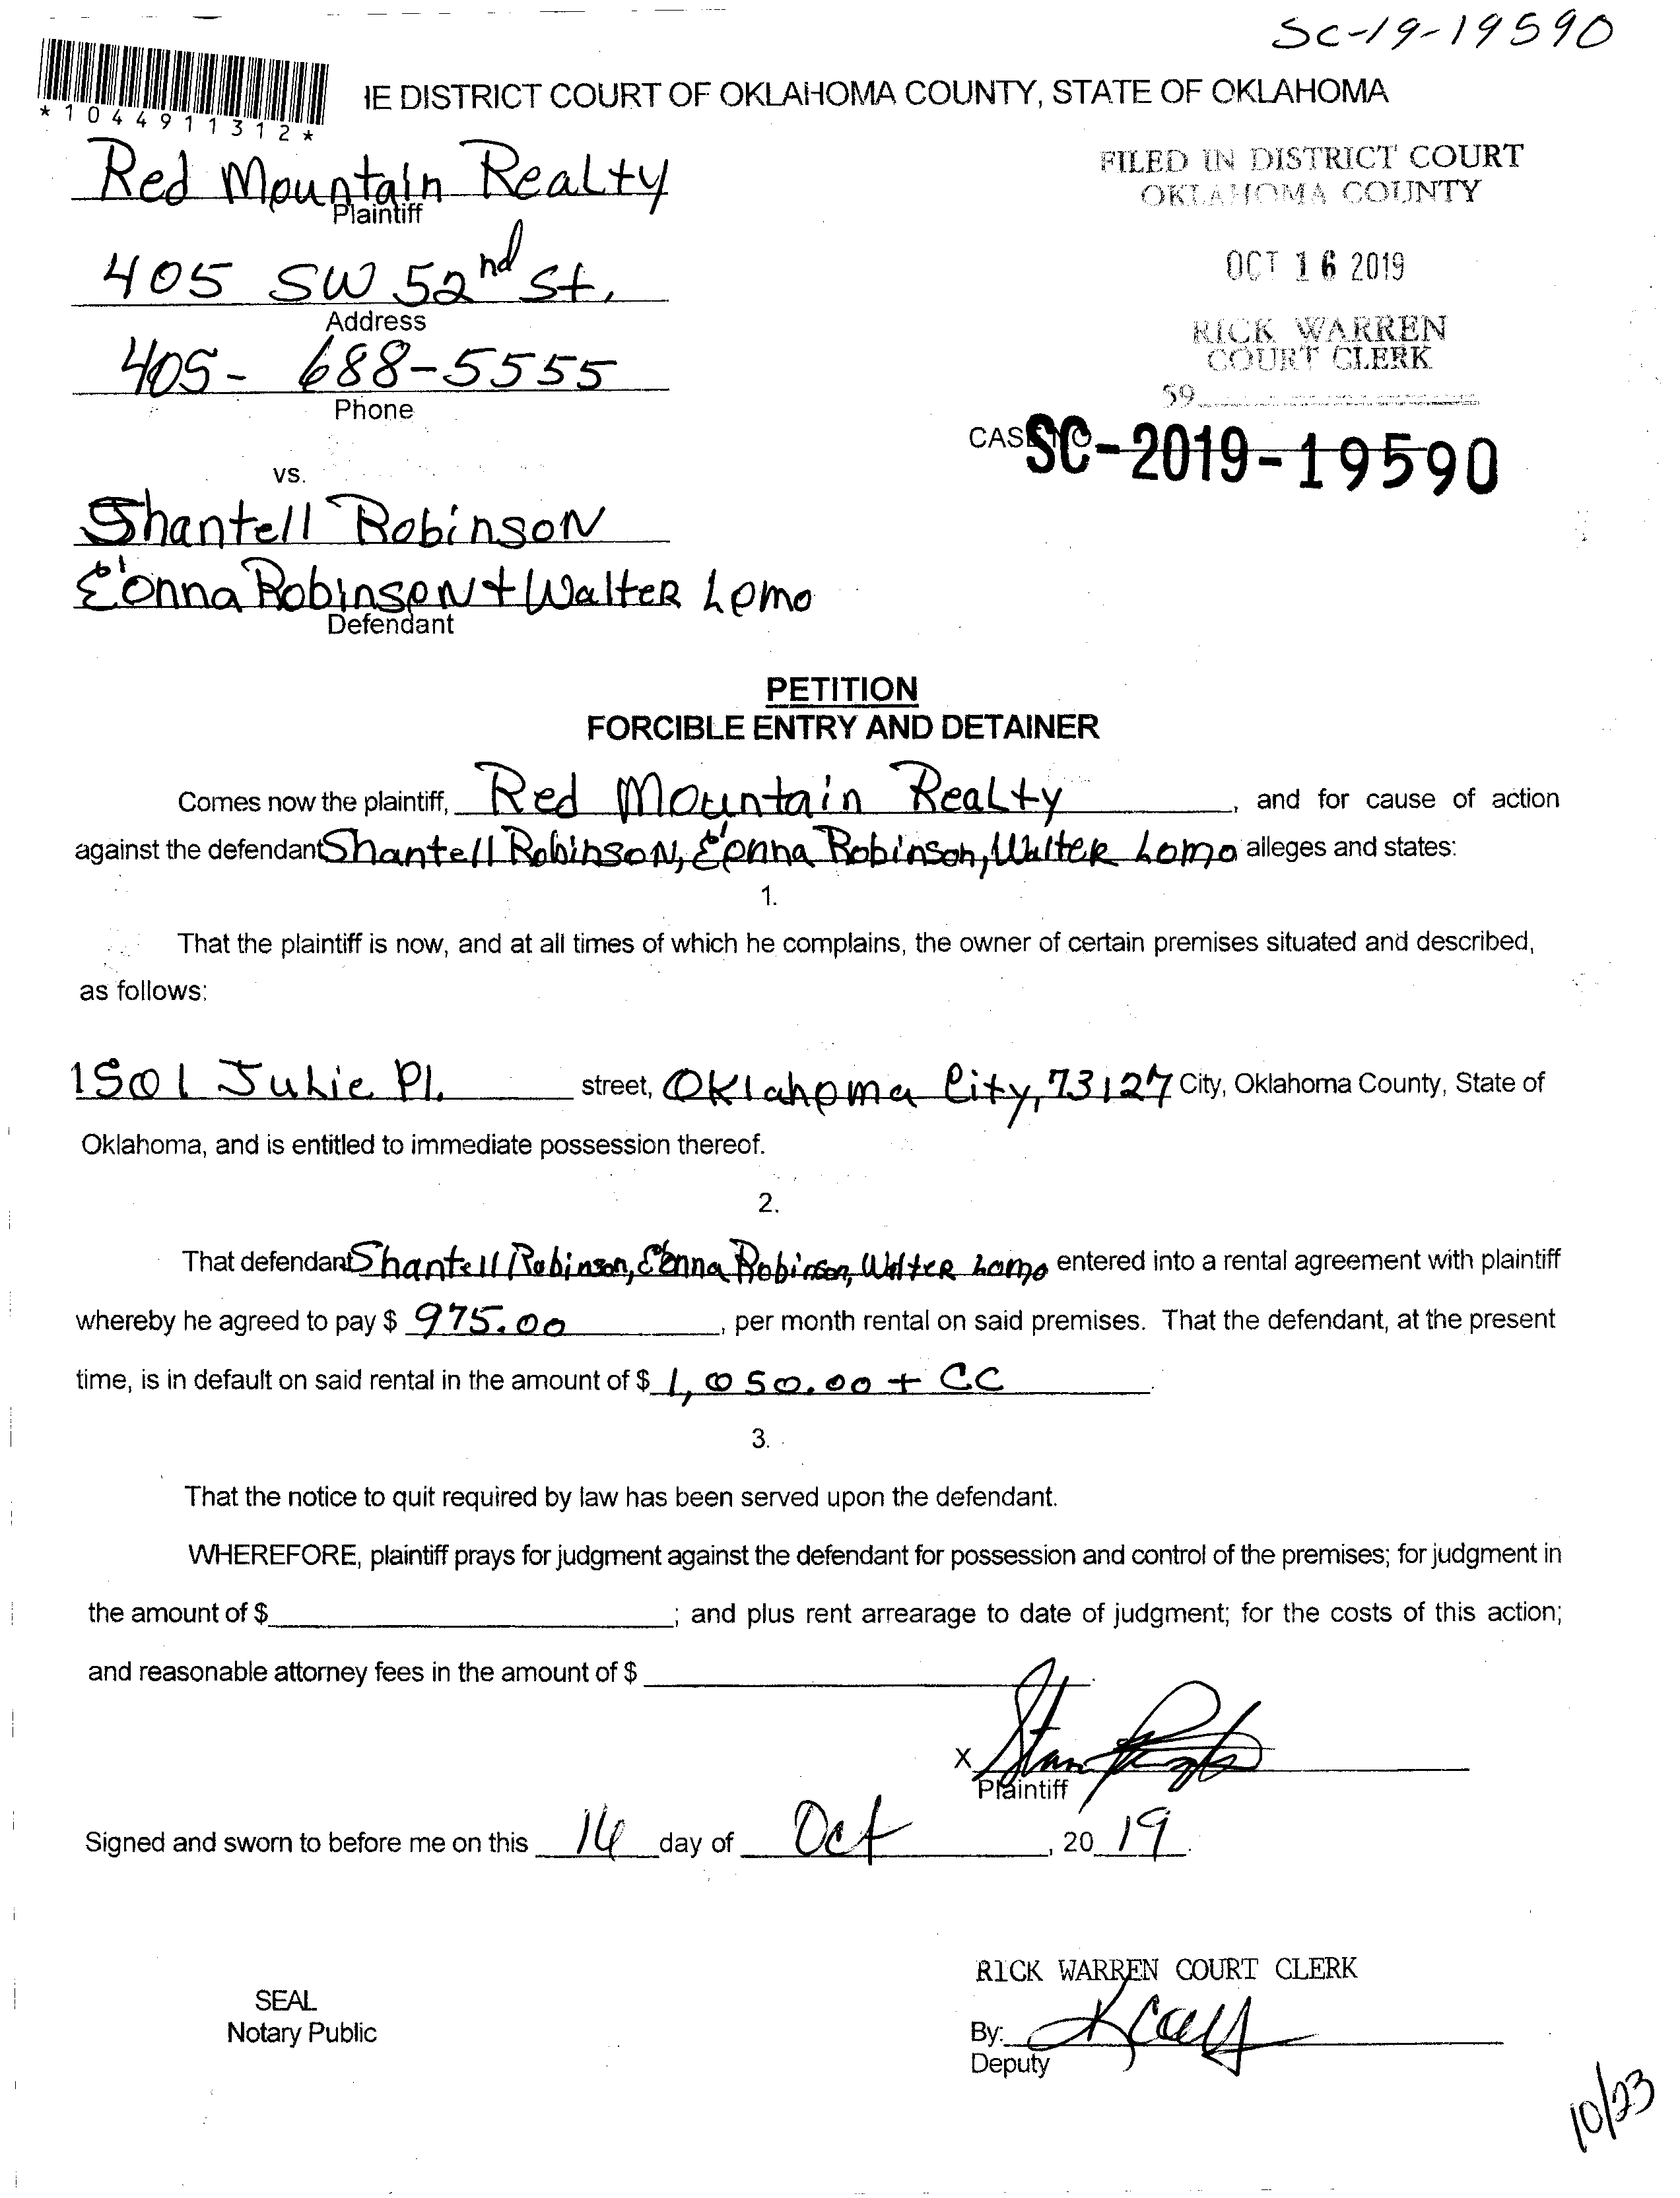 SC-19-19590
*1044911312*
IE DISTRICT COURT OF OKLAHOMA COUNTY, STATE OF OKLAHOMA
Red Mountain Realty
Plaintiff
FILED IN DISTRICT COURT
OKLAHOMA COUNTY
405 SW 52nd St.
Address
OCT 16 2019
405- 688-5555
Phone
RICK WARREN
COURT CLERK
59
CASE NO SC-2019-19590
vs.
Shantell Robinson
E'onna Robinson + Walter Lomo
Defendant
PETITION
FORCIBLE ENTRY AND DETAINER
Comes now the plaintiff, Red Mountain Realty, and for cause of action
against the defendant Shantell Robinson, E'onna Robinson, Walter Lomo alleges and states:
1.
That the plaintiff is now, and at all times of which he complains, the owner of certain premises situated and described,
as follows:
1501 Julie Pl. street, Oklahoma City, 73127 City, Oklahoma County, State of
Oklahoma, and is entitled to immediate possession thereof.
2.
That defendant Shantell Robinson, E'onna Robinson, Walter Lomo entered into a rental agreement with plaintiff
whereby he agreed to pay $ 975.00, per month rental on said premises. That the defendant, at the present
time, is in default on said rental in the amount of $ 1,050.00 + CC.
3.
That the notice to quit required by law has been served upon the defendant.
WHEREFORE, plaintiff prays for judgment against the defendant for possession and control of the premises; for judgment in
the amount of $ ; and plus rent arrearage to date of judgment; for the costs of this action;
and reasonable attorney fees in the amount of $ .
X Stan
Plaintiff
Signed and sworn to before me on this 16 day of Oct, 20 19.
RICK WARREN COURT CLERK
SEAL
Notary Public
By:
Deputy
10/23